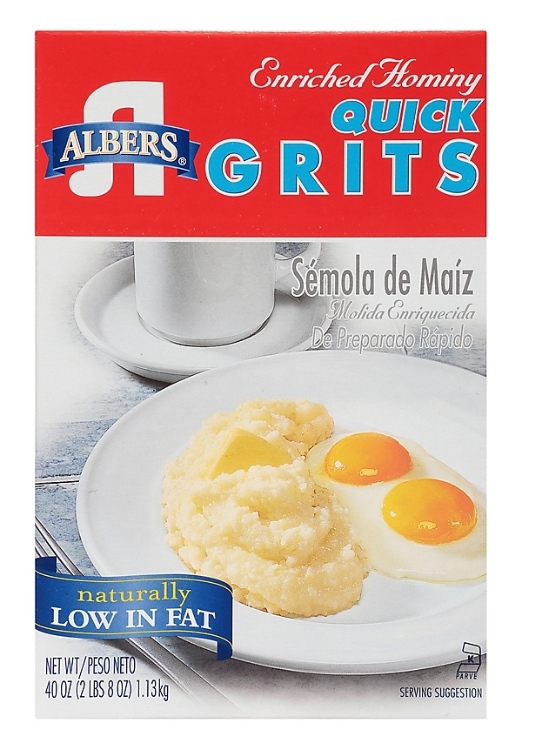 Enriched Hominy
QUICK
GRITS
ALBERS®
Sémola de Maíz
Molida Enriquecida
De Preparado Rápido
naturally
LOW IN FAT
NET WT/PESO NETO
40 OZ (2 LBS 8 OZ) 1.13kg
K
PARVE
SERVING SUGGESTION